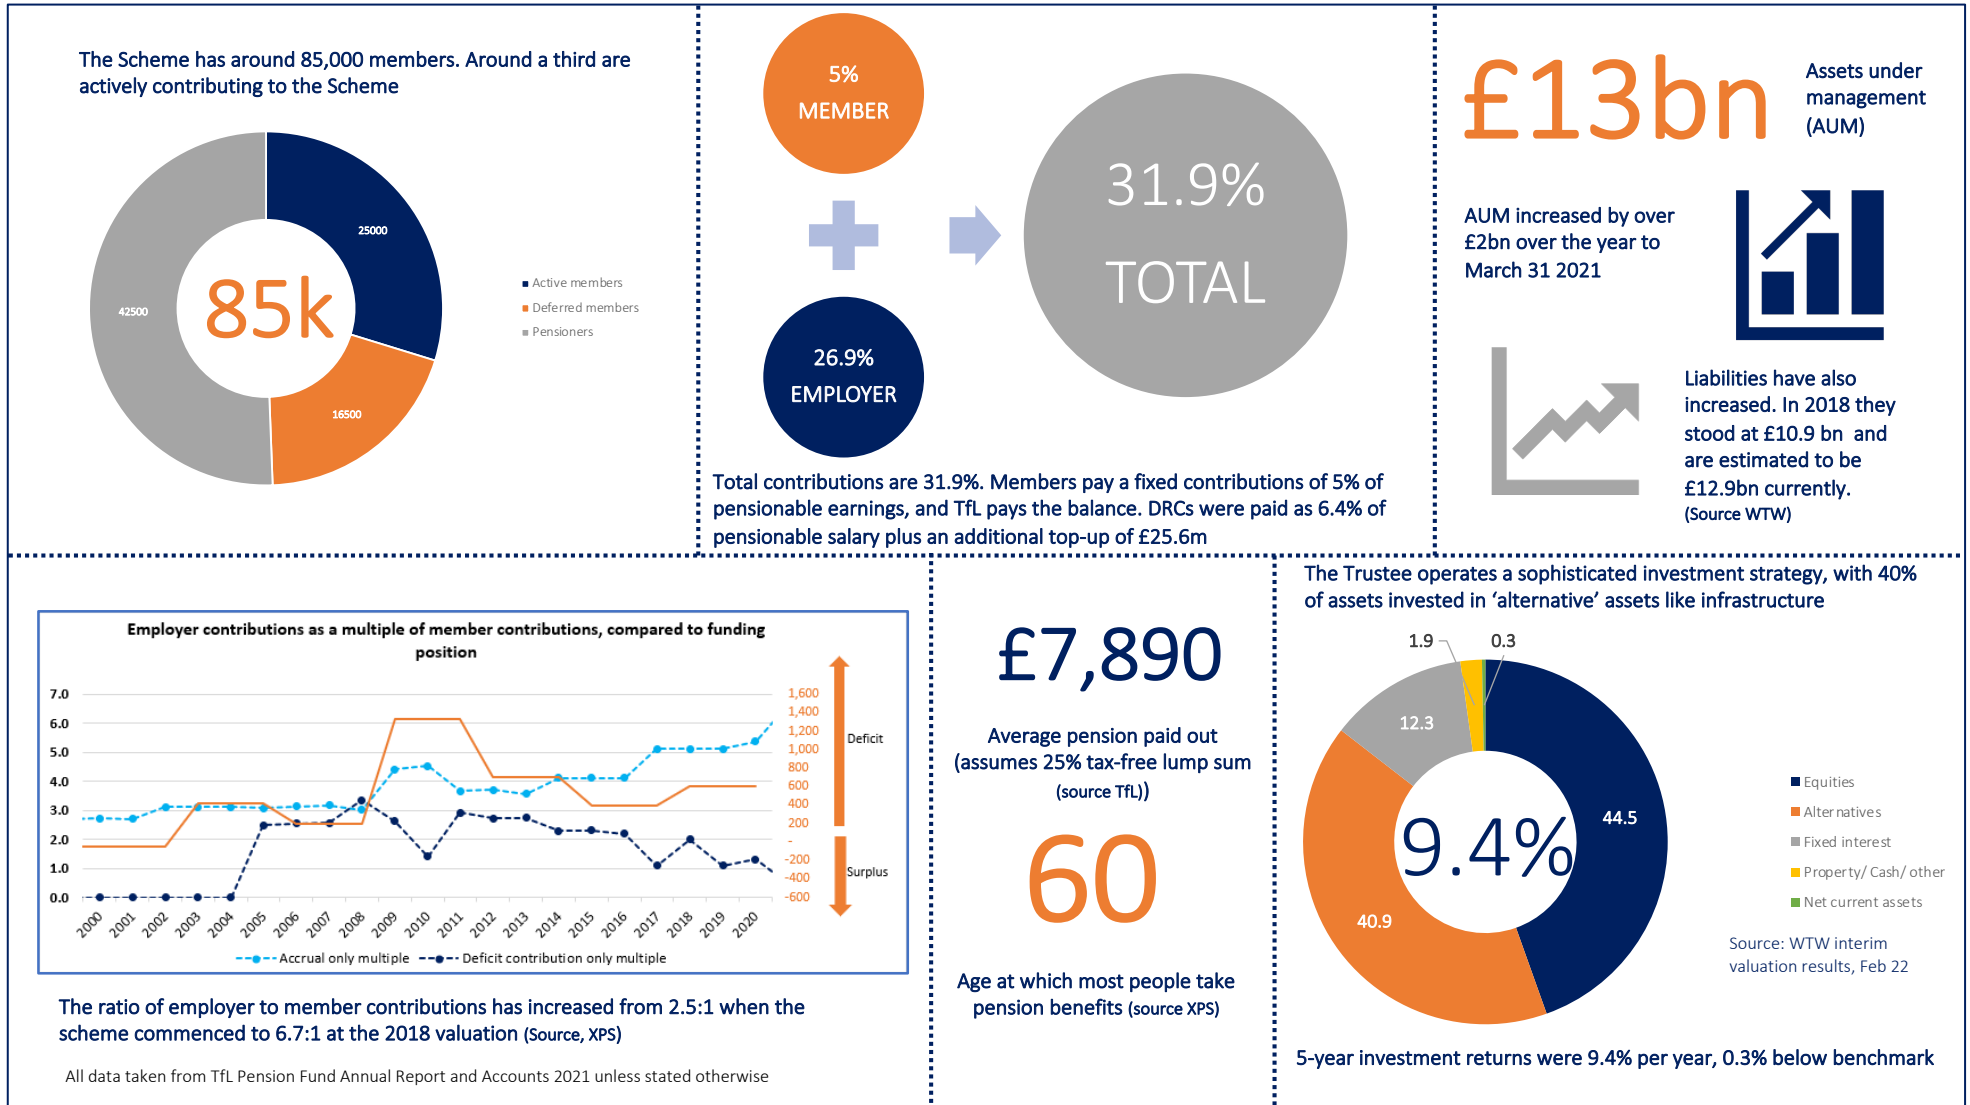 The Scheme has around 85,000 members. Around a third are
actively contributing to the Scheme
25000
42500
85k
16500
Active members
Deferred members
Pensioners
5%
MEMBER
26.9%
EMPLOYER
31.9%
TOTAL
Total contributions are 31.9%. Members pay a fixed contributions of 5% of
pensionable earnings, and TfL pays the balance. DRCs were paid as 6.4% of
pensionable salary plus an additional top-up of £25.6m
£13bn
Assets under
management
(AUM)
AUM increased by over
£2bn over the year to
March 31 2021
Liabilities have also
increased. In 2018 they
stood at £10.9 bn and
are estimated to be
£12.9bn currently.
(Source WTW)
Employer contributions as a multiple of member contributions, compared to funding
position
7.0
6.0
5.0
4.0
3.0
2.0
1.0
0.0
1,600
1,400
1,200
1,000
800
600
400
200
-
-200
-400
-600
Deficit
Surplus
2000
2001
2002
2003
2004
2005
2006
2007
2008
2009
2010
2011
2012
2013
2014
2015
2016
2017
2018
2019
2020
Accrual only multiple
Deficit contribution only multiple
The ratio of employer to member contributions has increased from 2.5:1 when the
scheme commenced to 6.7:1 at the 2018 valuation (Source, XPS)
All data taken from TfL Pension Fund Annual Report and Accounts 2021 unless stated otherwise
£7,890
Average pension paid out
(assumes 25% tax-free lump sum
(source TfL))
60
Age at which most people take
pension benefits (source XPS)
The Trustee operates a sophisticated investment strategy, with 40%
of assets invested in ‘alternative’ assets like infrastructure
1.9
0.3
12.3
44.5
9.4%
40.9
Equities
Alternatives
Fixed interest
Property/ Cash/ other
Net current assets
Source: WTW interim
valuation results, Feb 22
5-year investment returns were 9.4% per year, 0.3% below benchmark